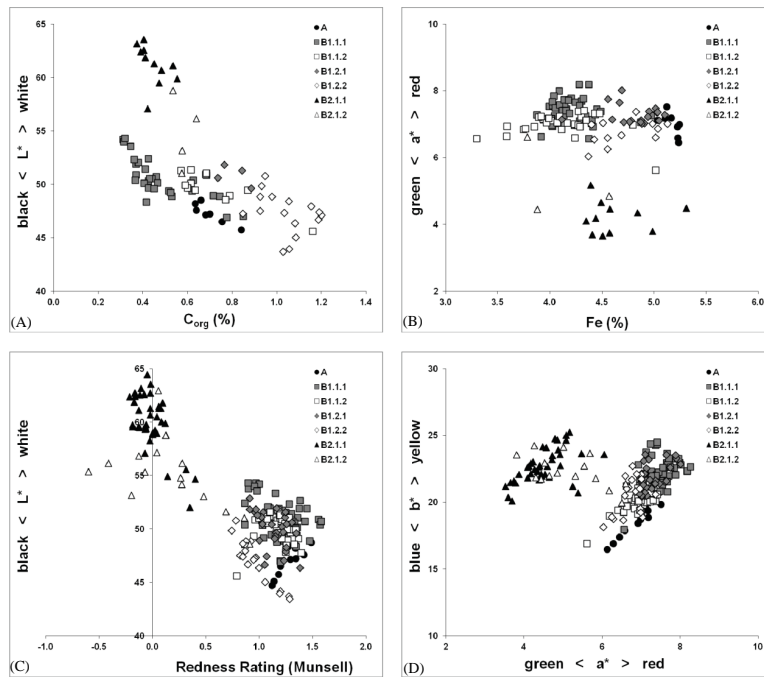 65
60
55
50
45
40
black < L* > white
0.0 0.2 0.4 0.6 0.8 1.0 1.2 1.4
Corg (%)
A
B1.1.1
B1.1.2
B1.2.1
B1.2.2
B2.1.1
B2.1.2
(A)
10
8
6
4
2
green < a* > red
3.0 3.5 4.0 4.5 5.0 5.5 6.0
Fe (%)
A
B1.1.1
B1.1.2
B1.2.1
B1.2.2
B2.1.1
B2.1.2
(B)
65
60
55
50
45
40
black < L* > white
-1.0 -0.5 0.0 0.5 1.0 1.5 2.0
Redness Rating (Munsell)
A
B1.1.1
B1.1.2
B1.2.1
B1.2.2
B2.1.1
B2.1.2
(C)
30
25
20
15
10
blue < b* > yellow
2 4 6 8 10
green < a* > red
A
B1.1.1
B1.1.2
B1.2.1
B1.2.2
B2.1.1
B2.1.2
(D)